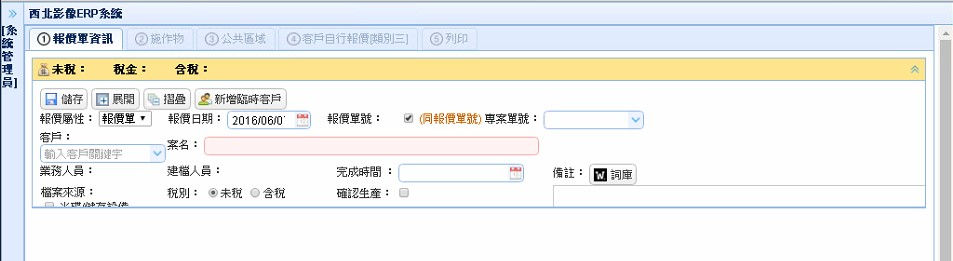 西北影像ERP系統
[系統管理員]
1 報價單資訊 2 施作物 3 公共區域 4 客戶自行報價[類別三] 5 列印
未稅： 稅金： 含稅：
儲存 展開 摺疊 新增臨時客戶
報價屬性： 報價單 報價日期： 2016/06/0 報價單號： (同報價單號) 專案單號：
客戶：
輸入客戶關鍵字 案名：
業務人員： 建檔人員： 完成時間： 備註： W 詞庫
檔案來源： 稅別： 未稅 含稅 確認生產：
光碟/儲存設備